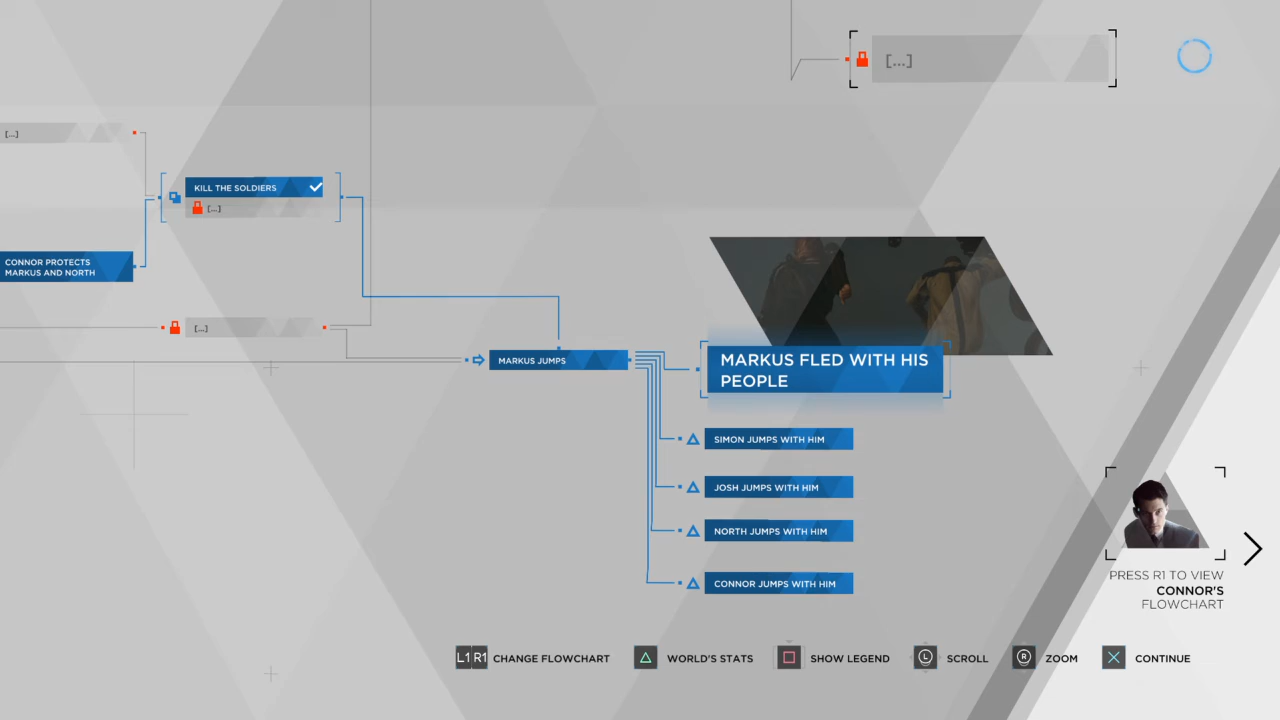 [...]
[...]
KILL THE SOLDIERS
[...]
CONNOR PROTECTS
MARKUS AND NORTH
[...]
MARKUS JUMPS
MARKUS FLED WITH HIS
PEOPLE
SIMON JUMPS WITH HIM
JOSH JUMPS WITH HIM
NORTH JUMPS WITH HIM
CONNOR JUMPS WITH HIM
PRESS R1 TO VIEW
CONNOR'S
FLOWCHART
L1 R1 CHANGE FLOWCHART
WORLD'S STATS
SHOW LEGEND
L SCROLL
R ZOOM
CONTINUE